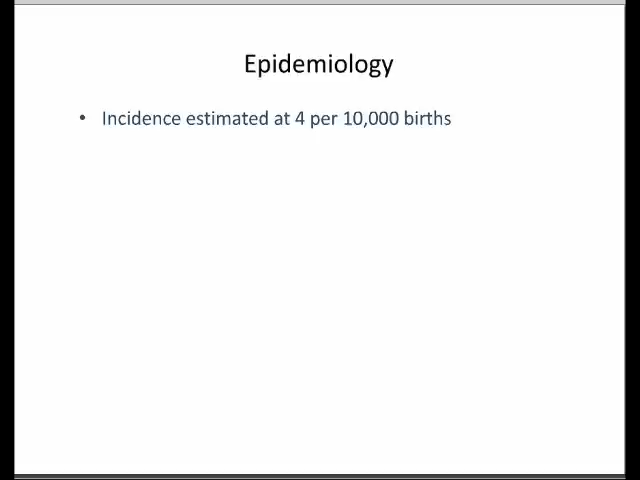 Epidemiology
• Incidence estimated at 4 per 10,000 births